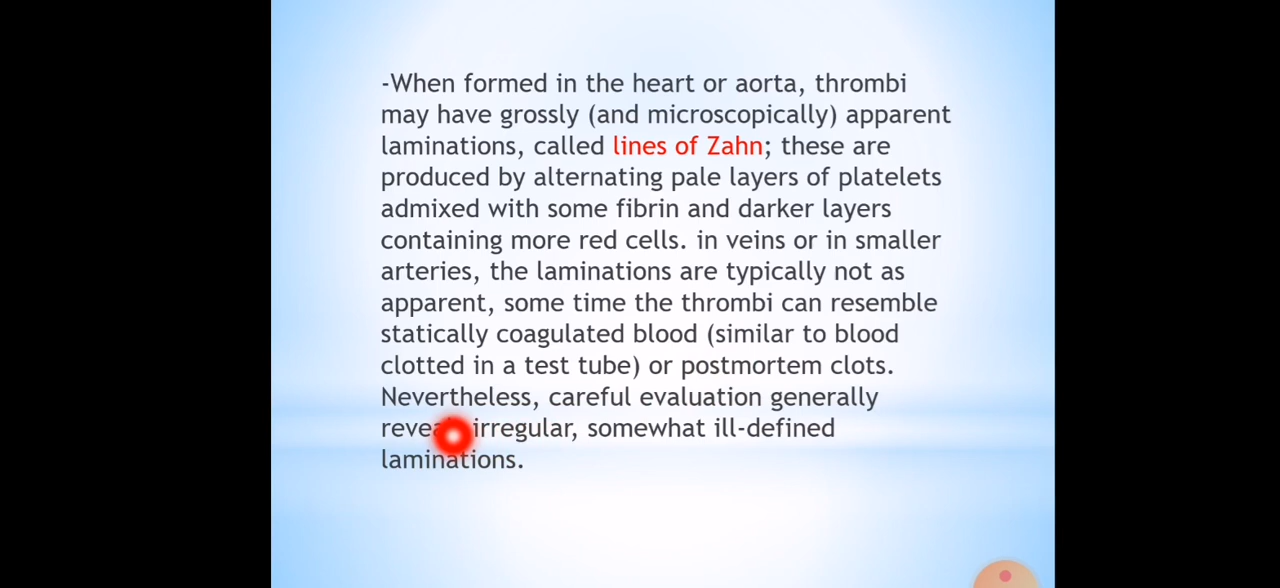 -When formed in the heart or aorta, thrombi
may have grossly (and microscopically) apparent
laminations, called lines of Zahn; these are
produced by alternating pale layers of platelets
admixed with some fibrin and darker layers
containing more red cells. in veins or in smaller
arteries, the laminations are typically not as
apparent, some time the thrombi can resemble
statically coagulated blood (similar to blood
clotted in a test tube) or postmortem clots.
Nevertheless, careful evaluation generally
irregular, somewhat ill-defined
laminations.